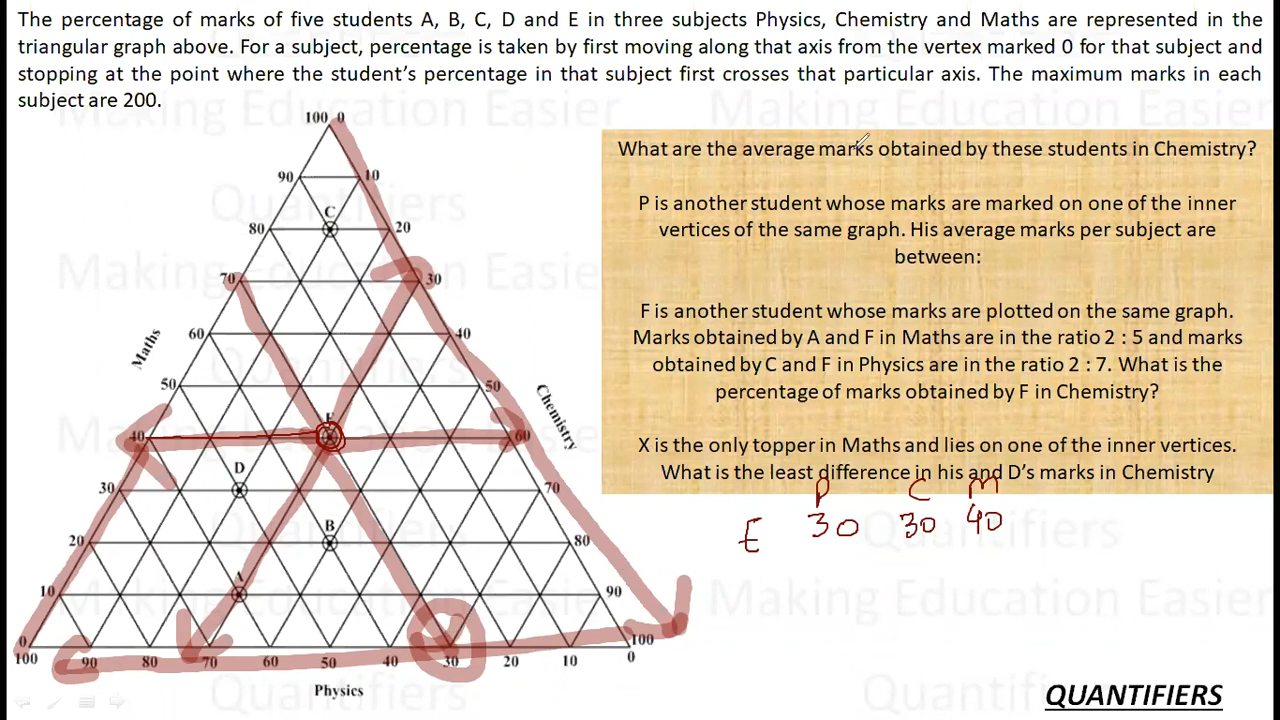 The percentage of marks of five students A, B, C, D and E in three subjects Physics, Chemistry and Maths are represented in the
triangular graph above. For a subject, percentage is taken by first moving along that axis from the vertex marked 0 for that subject and
stopping at the point where the student’s percentage in that subject first crosses that particular axis. The maximum marks in each
subject are 200.
100 0
90 10
C
80 20
70 30
60 40
Maths
50 50
Chemistry
E
40 60
D
30 70
B
20 80
A
10 90
0 100
100 90 80 70 60 50 40 30 20 10 0
Physics
What are the average marks obtained by these students in Chemistry?
P is another student whose marks are marked on one of the inner
vertices of the same graph. His average marks per subject are
between:
F is another student whose marks are plotted on the same graph.
Marks obtained by A and F in Maths are in the ratio 2 : 5 and marks
obtained by C and F in Physics are in the ratio 2 : 7. What is the
percentage of marks obtained by F in Chemistry?
X is the only topper in Maths and lies on one of the inner vertices.
What is the least difference in his and D’s marks in Chemistry
P C M
E 30 30 40
QUANTIFIERS
Making Education Easier
Quantifiers